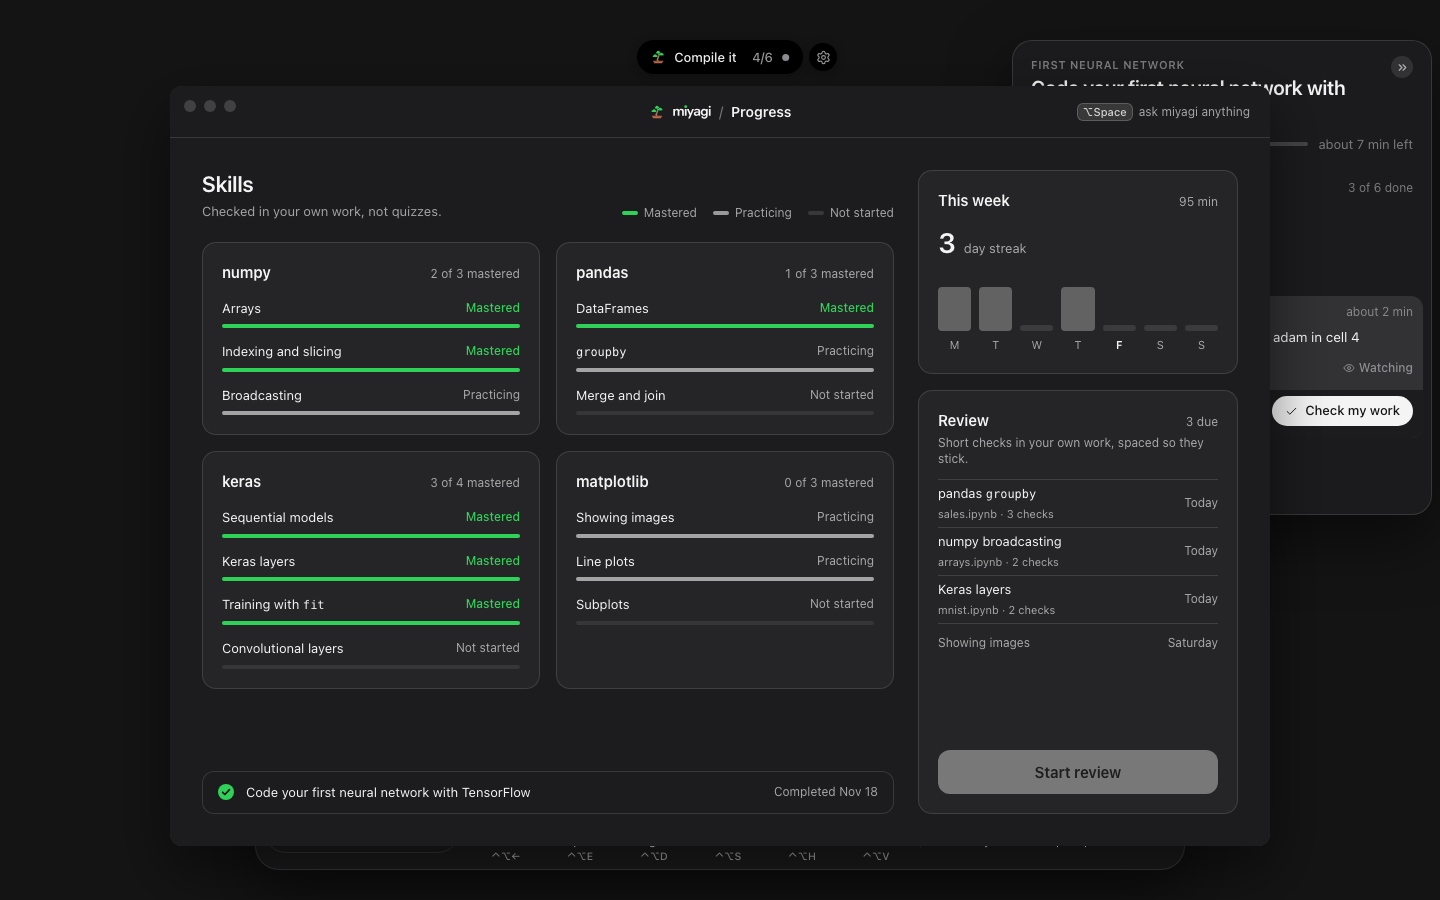 Compile it 4/6
FIRST NEURAL NETWORK
Code your first neural network with
miyagi / Progress
⌥Space ask miyagi anything
about 7 min left
3 of 6 done
about 2 min
adam in cell 4
Watching
Check my work
Skills
Checked in your own work, not quizzes.
Mastered Practicing Not started
numpy 2 of 3 mastered
Arrays Mastered
Indexing and slicing Mastered
Broadcasting Practicing
pandas 1 of 3 mastered
DataFrames Mastered
groupby Practicing
Merge and join Not started
keras 3 of 4 mastered
Sequential models Mastered
Keras layers Mastered
Training with fit Mastered
Convolutional layers Not started
matplotlib 0 of 3 mastered
Showing images Practicing
Line plots Practicing
Subplots Not started
Code your first neural network with TensorFlow Completed Nov 18
This week 95 min
3 day streak
M T W T F S S
Review 3 due
Short checks in your own work, spaced so they
stick.
pandas groupby Today
sales.ipynb · 3 checks
numpy broadcasting Today
arrays.ipynb · 2 checks
Keras layers Today
mnist.ipynb · 2 checks
Showing images Saturday
Start review
^⌥← ^⌥E ^⌥D ^⌥S ^⌥H ^⌥V